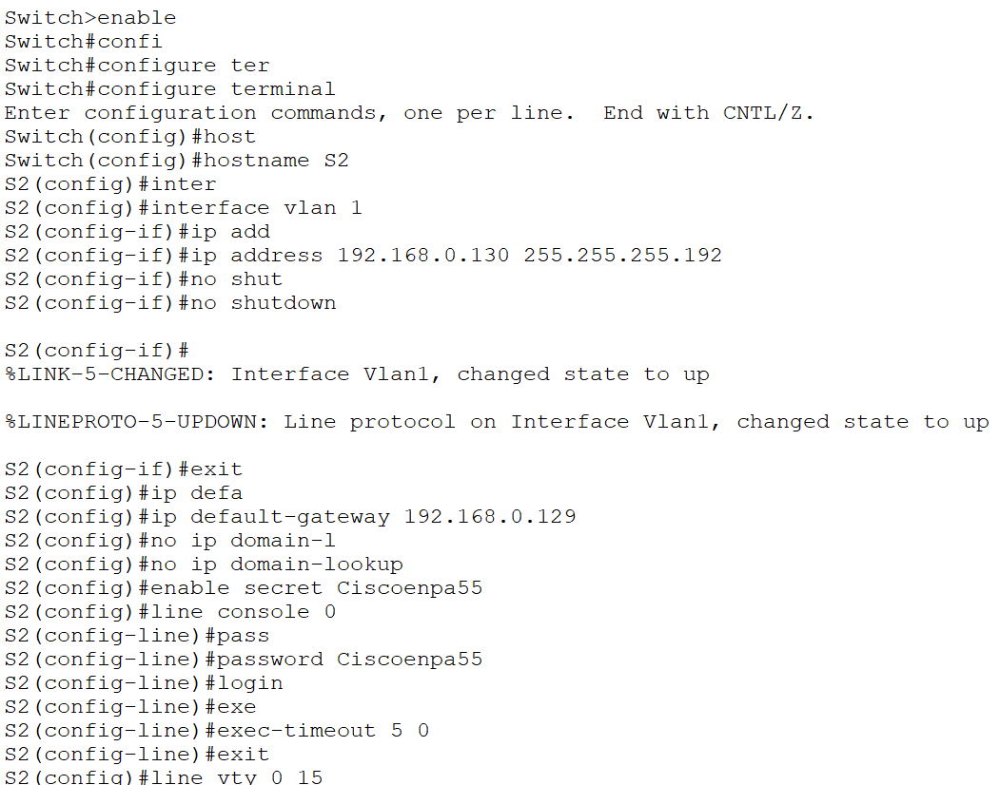 Switch>enable
Switch#confi
Switch#configure ter
Switch#configure terminal
Enter configuration commands, one per line.  End with CNTL/Z.
Switch(config)#host
Switch(config)#hostname S2
S2(config)#inter
S2(config)#interface vlan 1
S2(config-if)#ip add
S2(config-if)#ip address 192.168.0.130 255.255.255.192
S2(config-if)#no shut
S2(config-if)#no shutdown

S2(config-if)#
%LINK-5-CHANGED: Interface Vlan1, changed state to up

%LINEPROTO-5-UPDOWN: Line protocol on Interface Vlan1, changed state to up

S2(config-if)#exit
S2(config)#ip defa
S2(config)#ip default-gateway 192.168.0.129
S2(config)#no ip domain-l
S2(config)#no ip domain-lookup
S2(config)#enable secret Ciscoenpa55
S2(config)#line console 0
S2(config-line)#pass
S2(config-line)#password Ciscoenpa55
S2(config-line)#login
S2(config-line)#exe
S2(config-line)#exec-timeout 5 0
S2(config-line)#exit
S2(config)#line vty 0 15